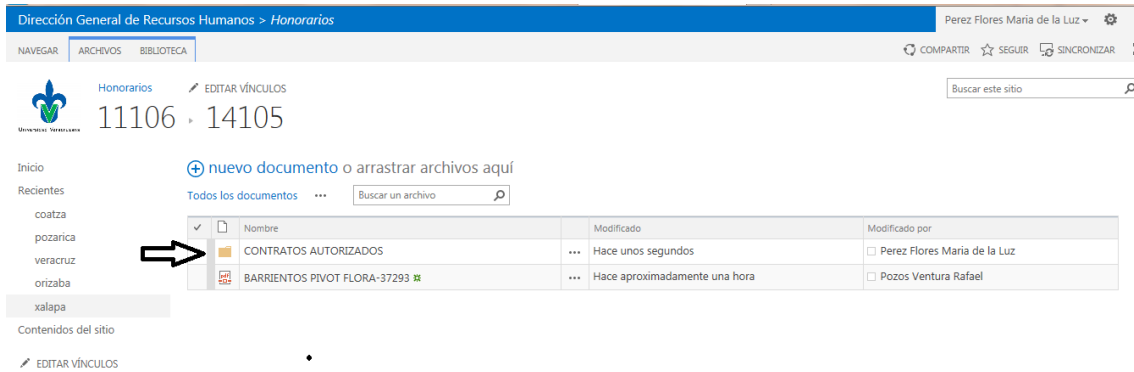 Dirección General de Recursos Humanos > Honorarios
Perez Flores Maria de la Luz
NAVEGAR ARCHIVOS BIBLIOTECA
COMPARTIR SEGUIR SINCRONIZAR
Honorarios EDITAR VÍNCULOS
Buscar este sitio
11106 14105
Universidad Veracruzana
Inicio
Recientes
coatza
pozarica
veracruz
orizaba
xalapa
Contenidos del sitio
EDITAR VÍNCULOS
nuevo documento o arrastrar archivos aquí
Todos los documentos ... Buscar un archivo
Nombre Modificado Modificado por
CONTRATOS AUTORIZADOS ... Hace unos segundos Perez Flores Maria de la Luz
BARRIENTOS PIVOT FLORA-37293 ... Hace aproximadamente una hora Pozos Ventura Rafael